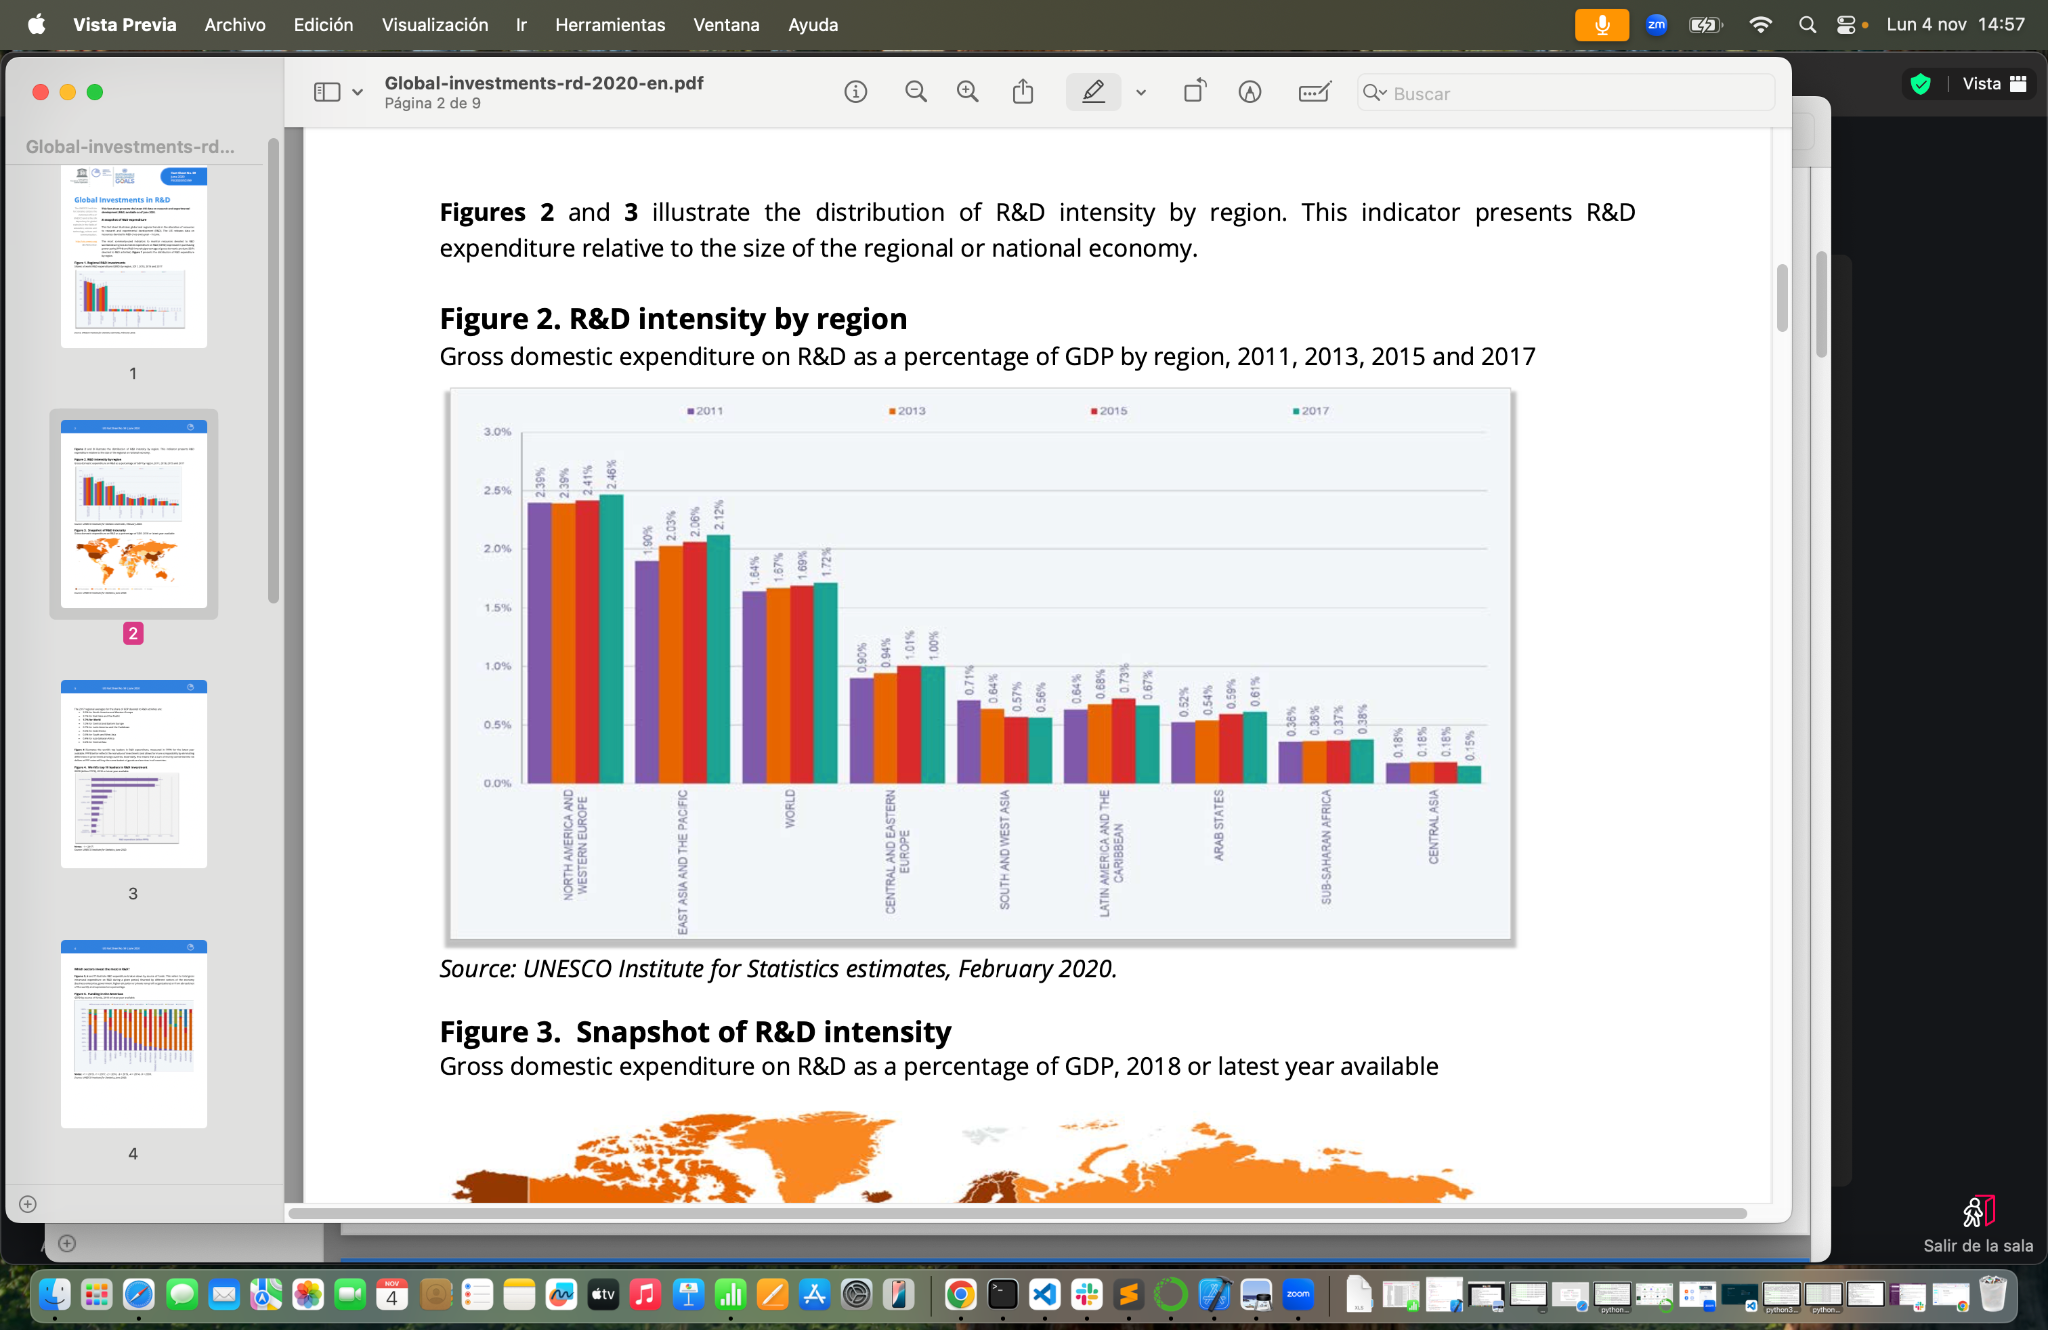 Vista Previa Archivo Edición Visualización Ir Herramientas Ventana Ayuda
zm
Lun 4 nov 14:57
Global-investments-rd-2020-en.pdf
Página 2 de 9
Buscar
Vista
Global-investments-rd...
Global Investments in R&D
1
2
3
4
Figures 2 and 3 illustrate the distribution of R&D intensity by region. This indicator presents R&D
expenditure relative to the size of the regional or national economy.
Figure 2. R&D intensity by region
Gross domestic expenditure on R&D as a percentage of GDP by region, 2011, 2013, 2015 and 2017
2011 2013 2015 2017
3.0%
2.5%
2.0%
1.5%
1.0%
0.5%
0.0%
2.39% 2.39% 2.41% 2.46%
1.90% 2.03% 2.06% 2.12%
1.64% 1.67% 1.69% 1.72%
0.90% 0.94% 1.01% 1.00%
0.71% 0.64% 0.57% 0.56%
0.64% 0.68% 0.73% 0.67%
0.52% 0.54% 0.59% 0.61%
0.36% 0.36% 0.37% 0.38%
0.18% 0.18% 0.18% 0.15%
NORTH AMERICA AND
WESTERN EUROPE
EAST ASIA AND THE PACIFIC
WORLD
CENTRAL AND EASTERN
EUROPE
SOUTH AND WEST ASIA
LATIN AMERICA AND THE
CARIBBEAN
ARAB STATES
SUB-SAHARAN AFRICA
CENTRAL ASIA
Source: UNESCO Institute for Statistics estimates, February 2020.
Figure 3. Snapshot of R&D intensity
Gross domestic expenditure on R&D as a percentage of GDP, 2018 or latest year available
Salir de la sala
NOV
4
tv
zoom
python...
python3...
python...